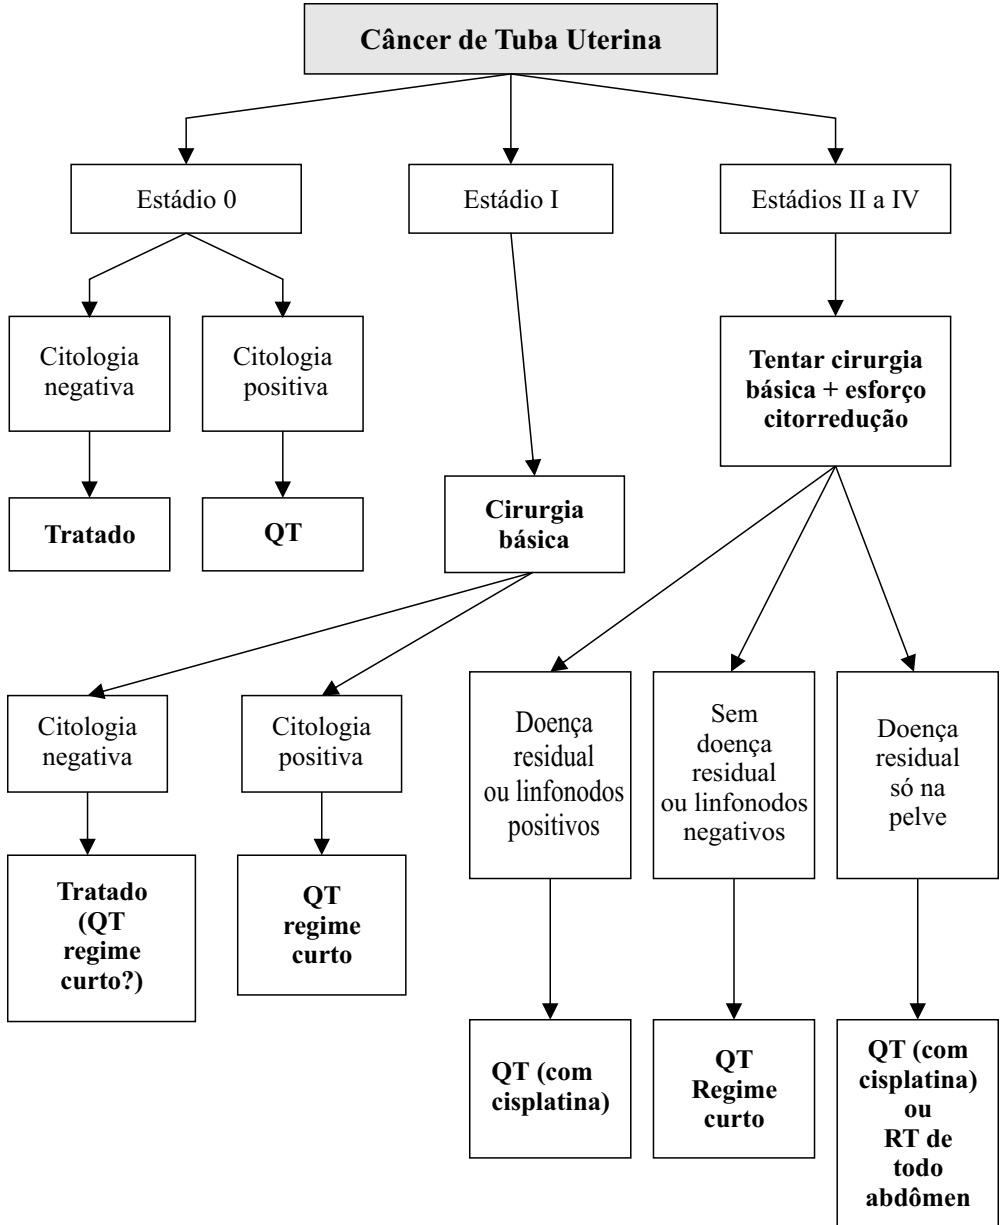 Câncer de Tuba Uterina
Estádio 0
Estádio I
Estádios II a IV
Citologia
negativa
Citologia
positiva
Tentar cirurgia
básica + esforço
citorredução
Tratado
QT
Cirurgia
básica
Citologia
negativa
Citologia
positiva
Doença
residual
ou linfonodos
positivos
Sem
doença
residual
ou linfonodos
negativos
Doença
residual
só na
pelve
Tratado
(QT
regime
curto?)
QT
regime
curto
QT (com
cisplatina)
QT
Regime
curto
QT (com
cisplatina)
ou
RT de
todo
abdômen